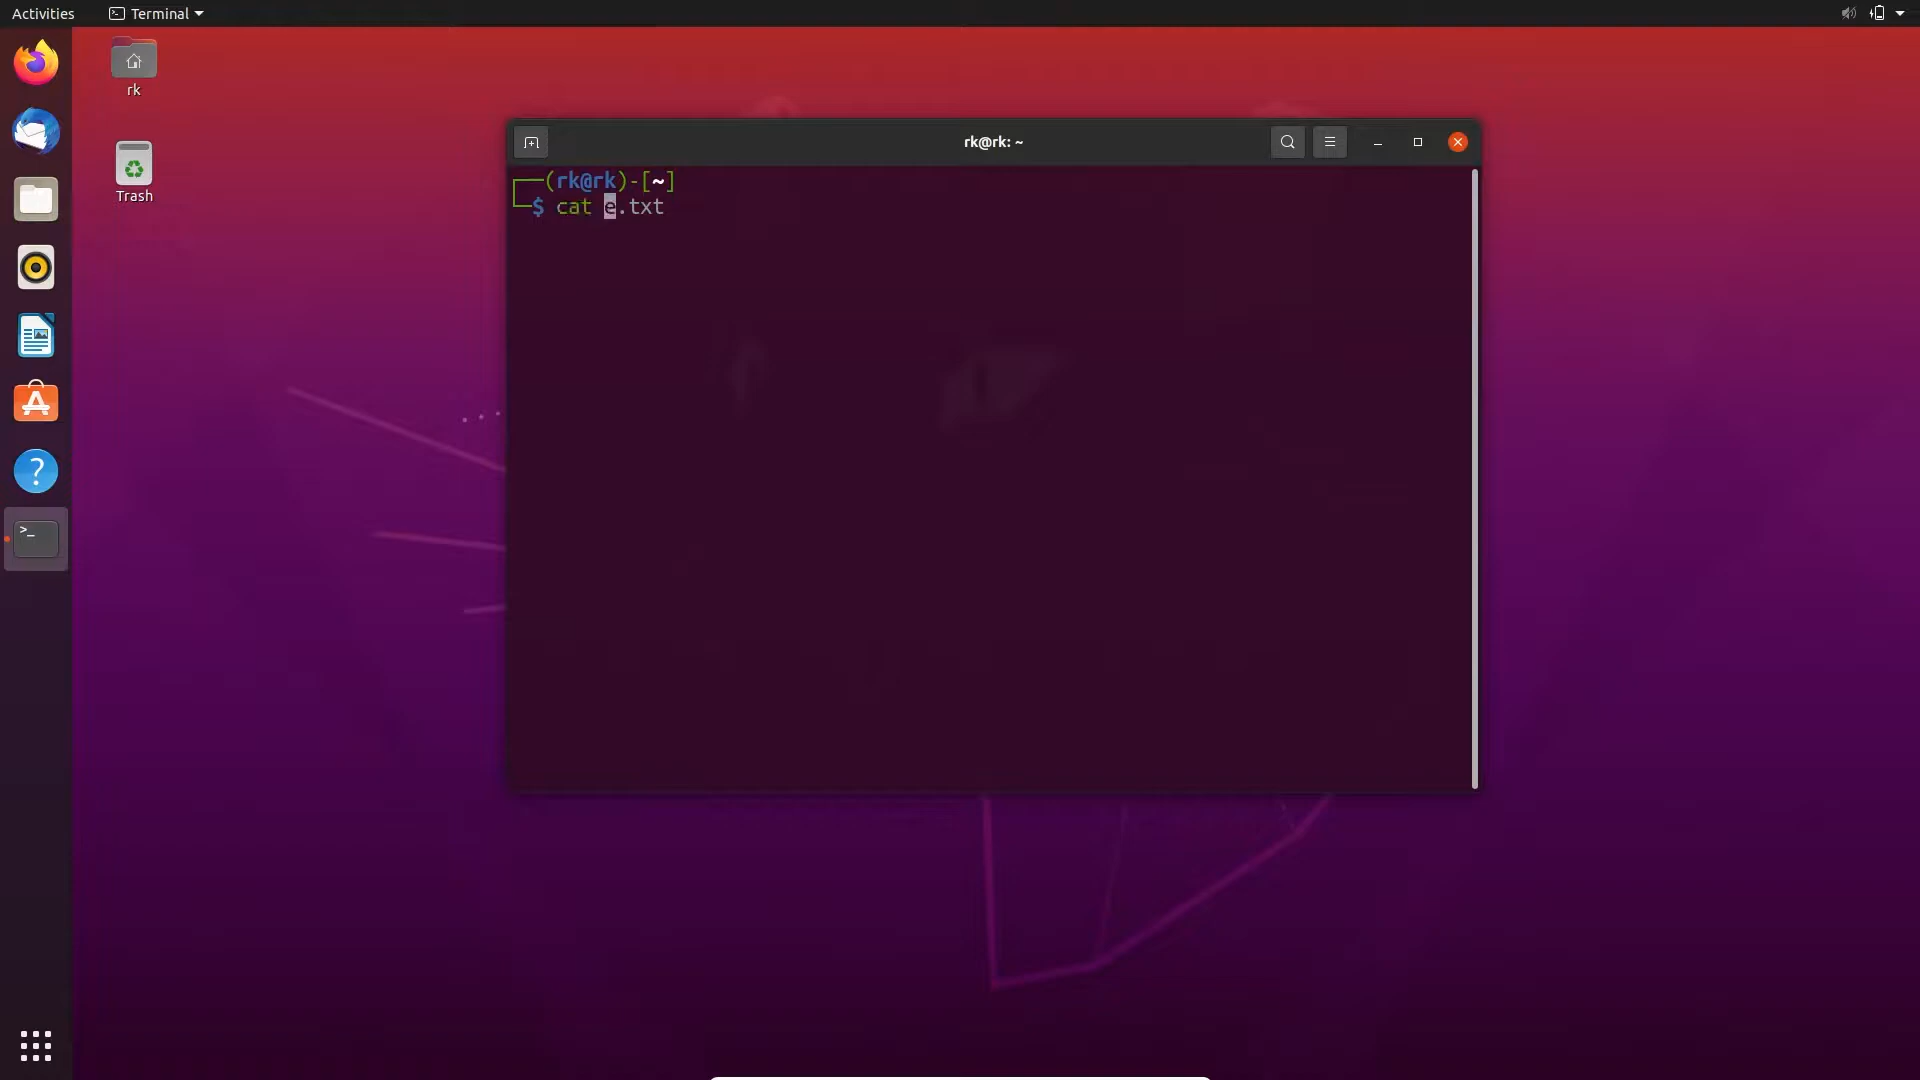 Activities
Terminal
rk
Trash
rk@rk: ~
(rk@rk)-[~]
$ cat e.txt